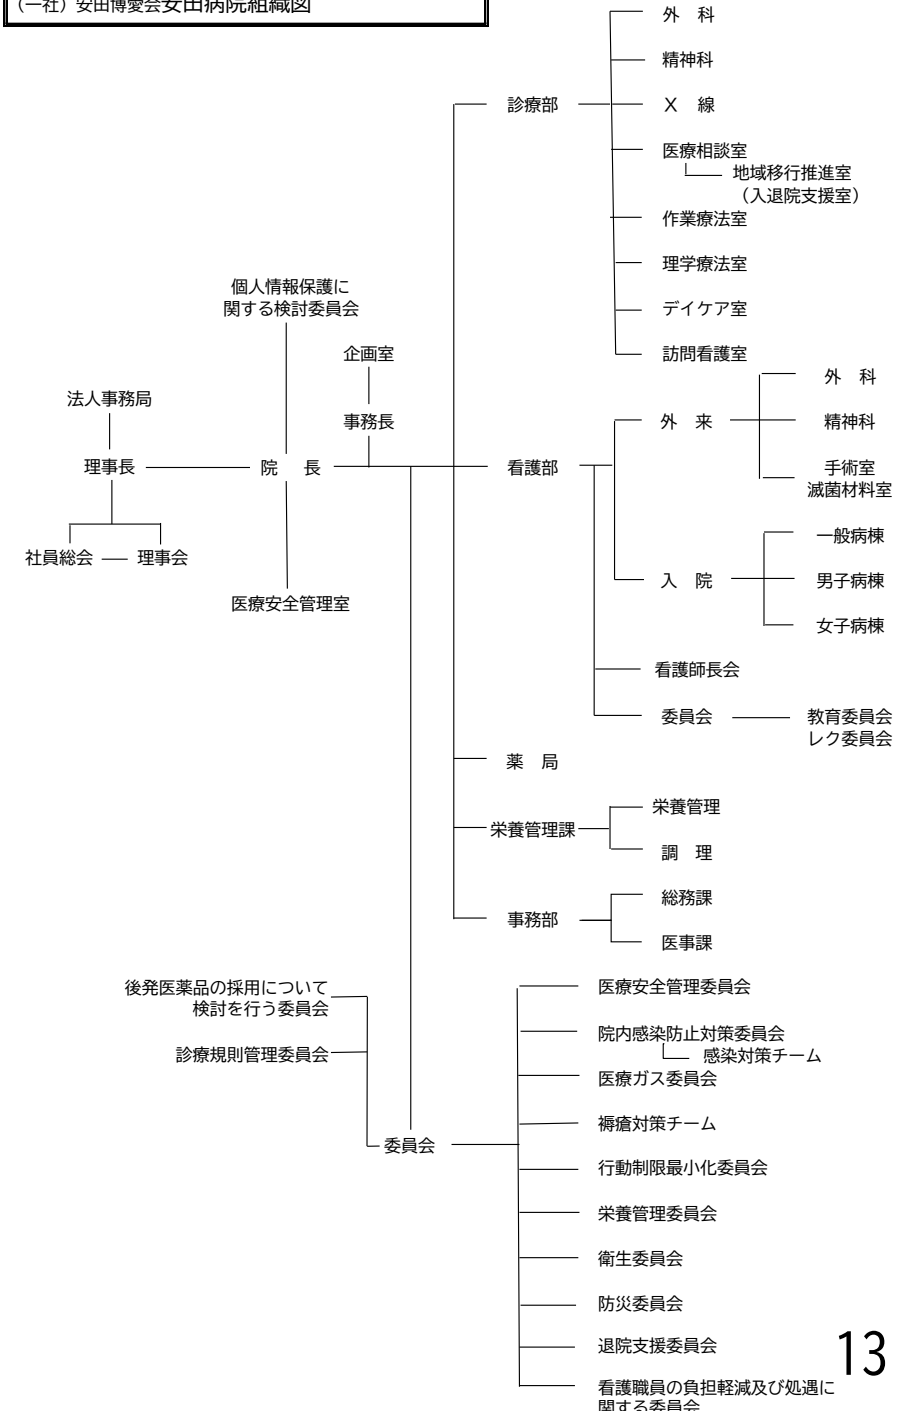 （一社）安田博愛会安田病院組織図
外　科
精神科
診療部
X　線
医療相談室
地域移行推進室
（入退院支援室）
作業療法室
理学療法室
デイケア室
訪問看護室
個人情報保護に
関する検討委員会
企画室
事務長
法人事務局
理事長
院　長
社員総会
理事会
医療安全管理室
看護部
外　来
外　科
精神科
手術室
滅菌材料室
入　院
一般病棟
男子病棟
女子病棟
看護師長会
委員会
教育委員会
レク委員会
薬　局
栄養管理課
栄養管理
調　理
事務部
総務課
医事課
後発医薬品の採用について
検討を行う委員会
診療規則管理委員会
委員会
医療安全管理委員会
院内感染防止対策委員会
感染対策チーム
医療ガス委員会
褥瘡対策チーム
行動制限最小化委員会
栄養管理委員会
衛生委員会
防災委員会
退院支援委員会
看護職員の負担軽減及び処遇に
関する委員会
13